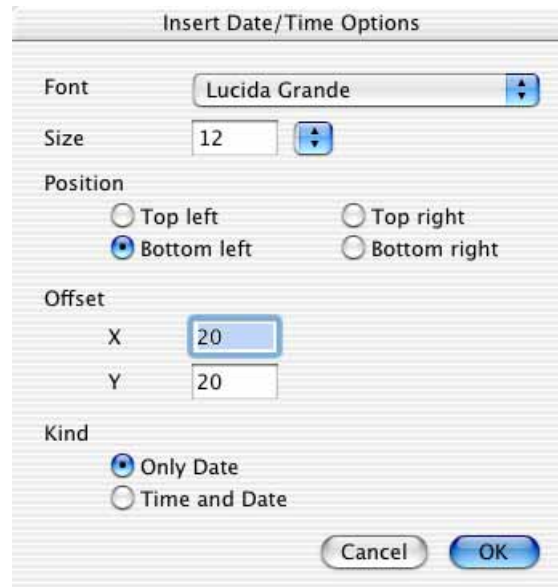 Insert Date/Time Options
Font Lucida Grande
Size 12
Position
Top left Top right
Bottom left Bottom right
Offset
X 20
Y 20
Kind
Only Date
Time and Date
Cancel OK